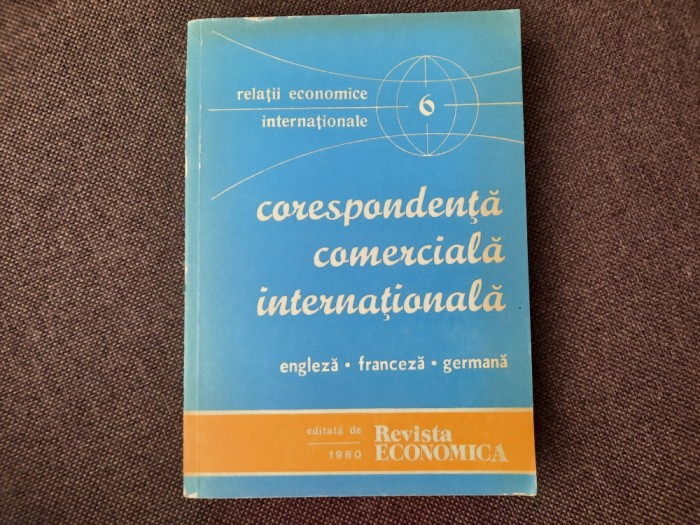 relații economice
internaționale
6
corespondență
comercială
internațională
engleză • franceză • germană
editată de
1980
Revista
ECONOMICA